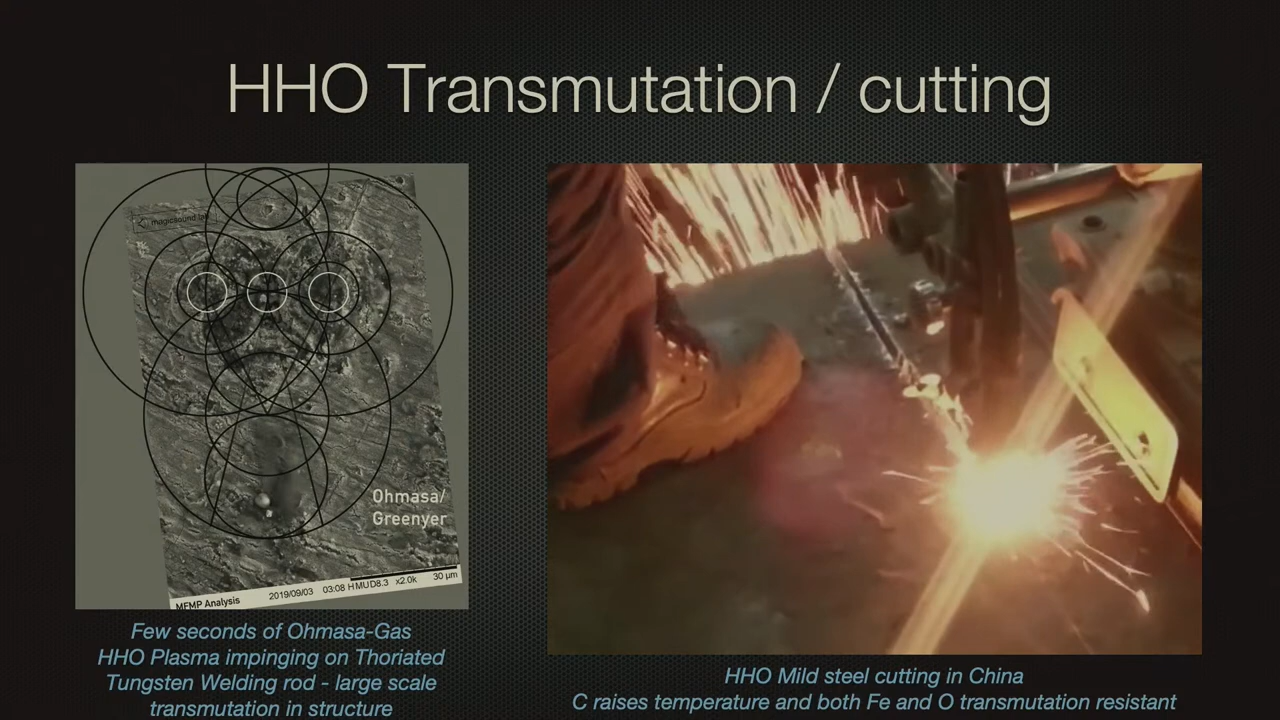 HHO Transmutation / cutting
magicsound lab
Ohmasa/
Greenyer
MFMP Analysis 2019/09/03 03:08 HMUD8.3 x2.0k 30 µm
Few seconds of Ohmasa-Gas
HHO Plasma impinging on Thoriated
Tungsten Welding rod - large scale
transmutation in structure
HHO Mild steel cutting in China
C raises temperature and both Fe and O transmutation resistant